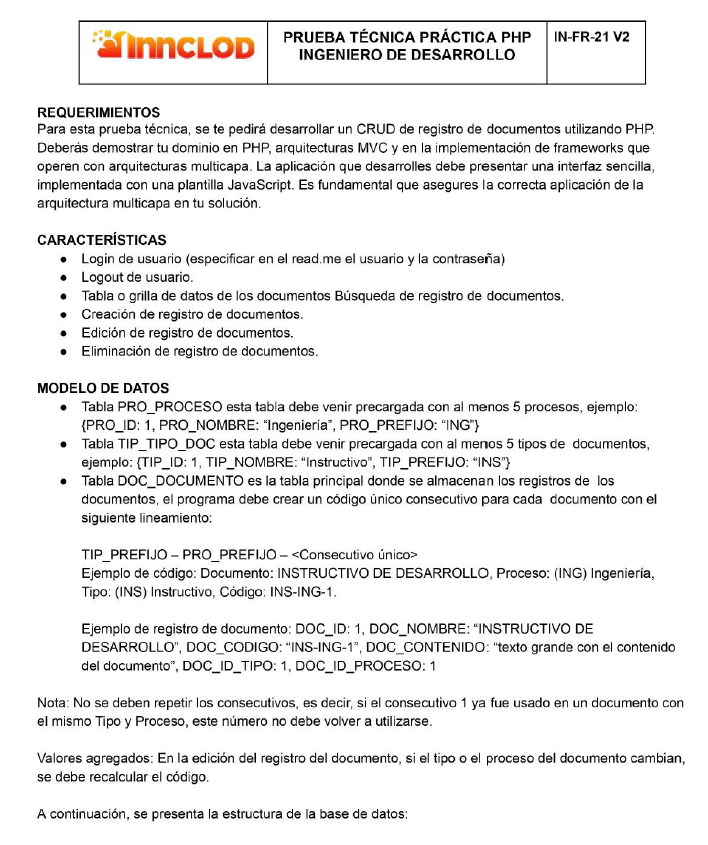 INNCLOD
PRUEBA TÉCNICA PRÁCTICA PHP
INGENIERO DE DESARROLLO
IN-FR-21 V2
REQUERIMIENTOS
Para esta prueba técnica, se te pedirá desarrollar un CRUD de registro de documentos utilizando PHP.
Deberás demostrar tu dominio en PHP, arquitecturas MVC y en la implementación de frameworks que
operen con arquitecturas multicapa. La aplicación que desarrolles debe presentar una interfaz sencilla,
implementada con una plantilla JavaScript. Es fundamental que asegures la correcta aplicación de la
arquitectura multicapa en tu solución.
CARACTERÍSTICAS
● Login de usuario (especificar en el read.me el usuario y la contraseña)
● Logout de usuario.
● Tabla o grilla de datos de los documentos Búsqueda de registro de documentos.
● Creación de registro de documentos.
● Edición de registro de documentos.
● Eliminación de registro de documentos.
MODELO DE DATOS
● Tabla PRO_PROCESO esta tabla debe venir precargada con al menos 5 procesos, ejemplo:
{PRO_ID: 1, PRO_NOMBRE: “Ingeniería”, PRO_PREFIJO: “ING”}
● Tabla TIP_TIPO_DOC esta tabla debe venir precargada con al menos 5 tipos de documentos,
ejemplo: {TIP_ID: 1, TIP_NOMBRE: “Instructivo”, TIP_PREFIJO: “INS”}
● Tabla DOC_DOCUMENTO es la tabla principal donde se almacenan los registros de los
documentos, el programa debe crear un código único consecutivo para cada documento con el
siguiente lineamiento:
TIP_PREFIJO – PRO_PREFIJO – <Consecutivo único>
Ejemplo de código: Documento: INSTRUCTIVO DE DESARROLLO, Proceso: (ING) Ingeniería,
Tipo: (INS) Instructivo, Código: INS-ING-1.
Ejemplo de registro de documento: DOC_ID: 1, DOC_NOMBRE: “INSTRUCTIVO DE
DESARROLLO”, DOC_CODIGO: “INS-ING-1”, DOC_CONTENIDO: “texto grande con el contenido
del documento”, DOC_ID_TIPO: 1, DOC_ID_PROCESO: 1
Nota: No se deben repetir los consecutivos, es decir, si el consecutivo 1 ya fue usado en un documento con
el mismo Tipo y Proceso, este número no debe volver a utilizarse.
Valores agregados: En la edición del registro del documento, si el tipo o el proceso del documento cambian,
se debe recalcular el código.
A continuación, se presenta la estructura de la base de datos: